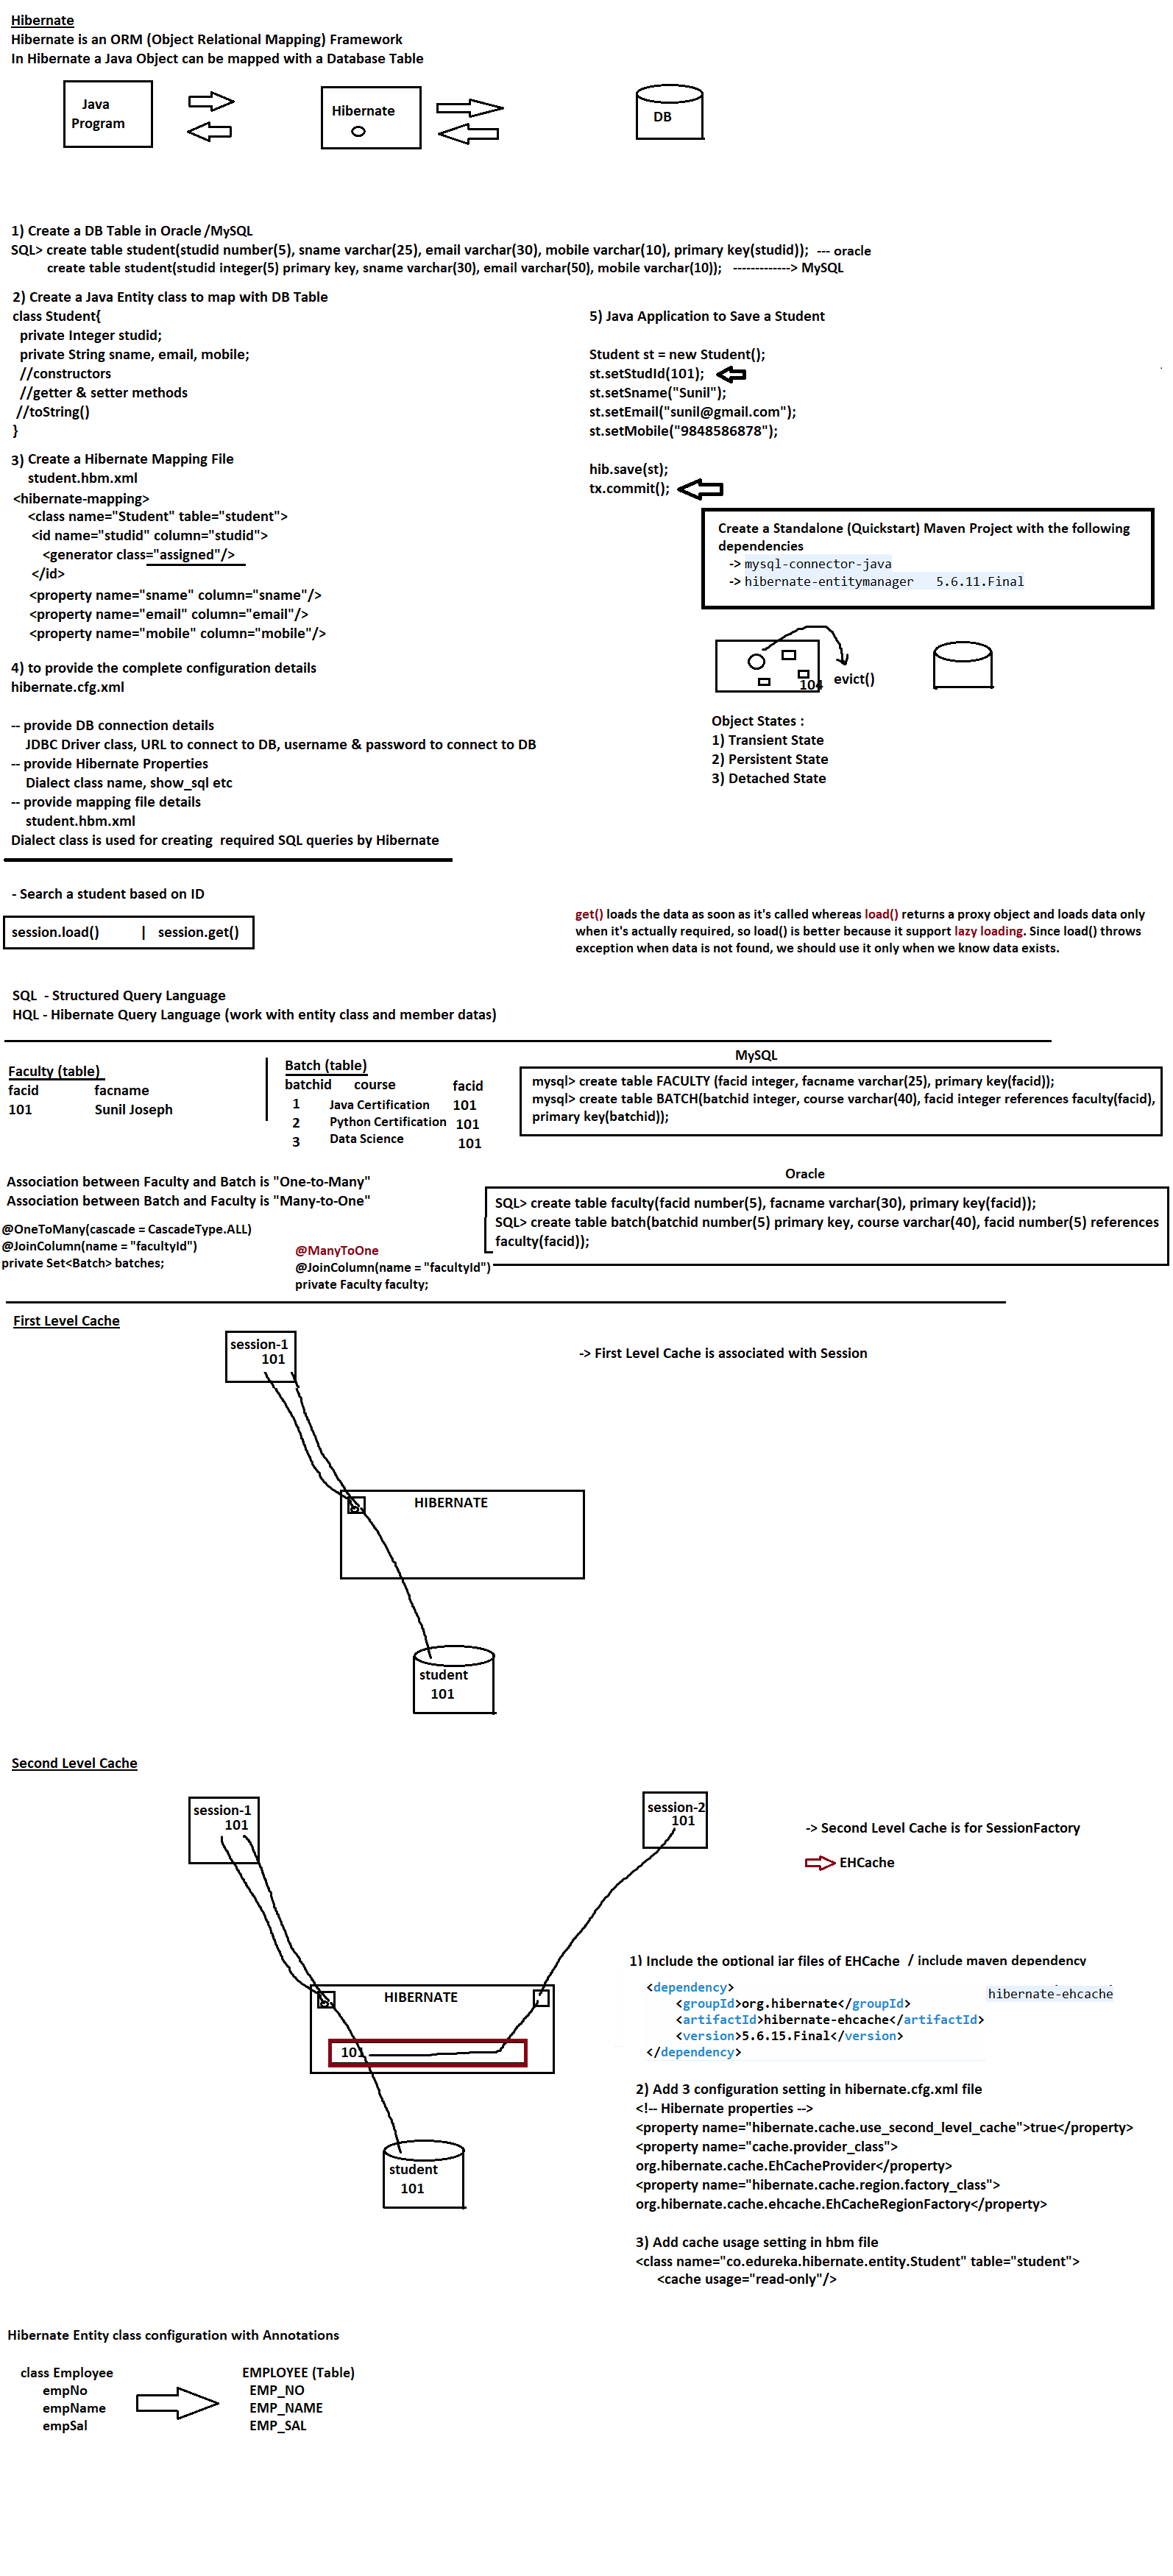 Hibernate
Hibernate is an ORM (Object Relational Mapping) Framework
In Hibernate a Java Object can be mapped with a Database Table
Java
Program
Hibernate
DB
1) Create a DB Table in Oracle/MySQL
SQL> create table student(studid number(5), sname varchar(25), email varchar(30), mobile varchar(10), primary key(studid)); --- oracle
create table student(studid integer(5) primary key, sname varchar(30), email varchar(50), mobile varchar(10)); -------------> MySQL
2) Create a Java Entity class to map with DB Table
class Student{
private Integer studid;
private String sname, email, mobile;
//constructors
//getter & setter methods
//toString()
}
3) Create a Hibernate Mapping File
student.hbm.xml
<hibernate-mapping>
<class name="Student" table="student">
<id name="studid" column="studid">
<generator class="assigned"/>
</id>
<property name="sname" column="sname"/>
<property name="email" column="email"/>
<property name="mobile" column="mobile"/>
4) to provide the complete configuration details
hibernate.cfg.xml
-- provide DB connection details
JDBC Driver class, URL to connect to DB, username & password to connect to DB
-- provide Hibernate Properties
Dialect class name, show_sql etc
-- provide mapping file details
student.hbm.xml
Dialect class is used for creating required SQL queries by Hibernate
5) Java Application to Save a Student
Student st = new Student();
st.setStudId(101);
st.setSname("Sunil");
st.setEmail("sunil@gmail.com");
st.setMobile("9848586878");
hib.save(st);
tx.commit();
Create a Standalone (Quickstart) Maven Project with the following
dependencies
-> mysql-connector-java
-> hibernate-entitymanager 5.6.11.Final
104
evict()
Object States :
1) Transient State
2) Persistent State
3) Detached State
- Search a student based on ID
session.load() | session.get()
get() loads the data as soon as it's called whereas load() returns a proxy object and loads data only
when it's actually required, so load() is better because it support lazy loading. Since load() throws
exception when data is not found, we should use it only when we know data exists.
SQL - Structured Query Language
HQL - Hibernate Query Language (work with entity class and member datas)
Faculty (table)
facid facname
101 Sunil Joseph
Batch (table)
batchid course facid
1 Java Certification 101
2 Python Certification 101
3 Data Science 101
MySQL
mysql> create table FACULTY (facid integer, facname varchar(25), primary key(facid));
mysql> create table BATCH(batchid integer, course varchar(40), facid integer references faculty(facid),
primary key(batchid));
Association between Faculty and Batch is "One-to-Many"
Association between Batch and Faculty is "Many-to-One"
Oracle
SQL> create table faculty(facid number(5), facname varchar(30), primary key(facid));
SQL> create table batch(batchid number(5) primary key, course varchar(40), facid number(5) references
faculty(facid));
@OneToMany(cascade = CascadeType.ALL)
@JoinColumn(name = "facultyId")
private Set<Batch> batches;
@ManyToOne
@JoinColumn(name = "facultyId")
private Faculty faculty;
First Level Cache
session-1
101
-> First Level Cache is associated with Session
HIBERNATE
student
101
Second Level Cache
session-1
101
session-2
101
-> Second Level Cache is for SessionFactory
EHCache
HIBERNATE
101
student
101
1) Include the optional jar files of EHCache / include maven dependency
<dependency>
<groupId>org.hibernate</groupId>
<artifactId>hibernate-ehcache</artifactId>
<version>5.6.15.Final</version>
</dependency>
hibernate-ehcache
2) Add 3 configuration setting in hibernate.cfg.xml file
<!-- Hibernate properties -->
<property name="hibernate.cache.use_second_level_cache">true</property>
<property name="cache.provider_class">
org.hibernate.cache.EhCacheProvider</property>
<property name="hibernate.cache.region.factory_class">
org.hibernate.cache.ehcache.EhCacheRegionFactory</property>
3) Add cache usage setting in hbm file
<class name="co.edureka.hibernate.entity.Student" table="student">
<cache usage="read-only"/>
Hibernate Entity class configuration with Annotations
class Employee
empNo
empName
empSal
EMPLOYEE (Table)
EMP_NO
EMP_NAME
EMP_SAL